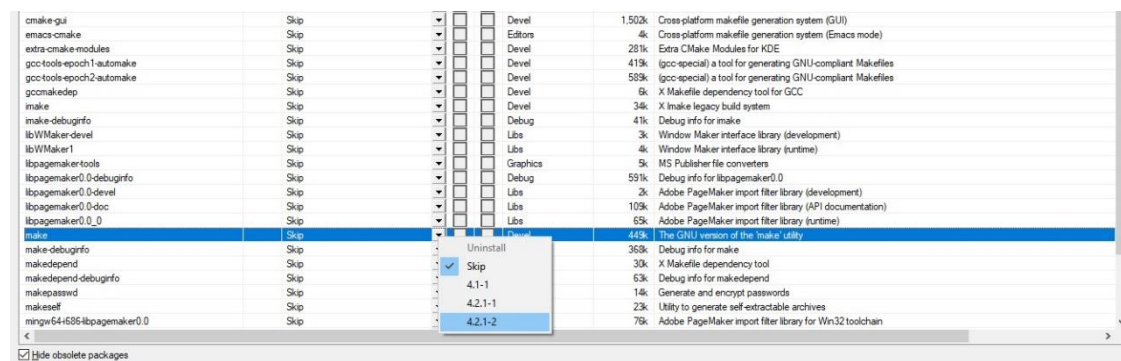 cmake-gui Skip Devel 1,502k Cross-platform makefile generation system (GUI)
emacs-cmake Skip Editors 4k Cross-platform makefile generation system (Emacs mode)
extra-cmake-modules Skip Devel 281k Extra CMake Modules for KDE
gcc-tools-epoch1-automake Skip Devel 419k (gcc-special) a tool for generating GNU-compliant Makefiles
gcc-tools-epoch2-automake Skip Devel 589k (gcc-special) a tool for generating GNU-compliant Makefiles
gccmakedep Skip Devel 6k X Makefile dependency tool for GCC
imake Skip Devel 34k X Imake legacy build system
imake-debuginfo Skip Debug 41k Debug info for imake
libWMaker-devel Skip Libs 3k Window Maker interface library (development)
libWMaker1 Skip Libs 4k Window Maker interface library (runtime)
libpagemaker-tools Skip Graphics 5k MS Publisher file converters
libpagemaker0.0-debuginfo Skip Debug 591k Debug info for libpagemaker0.0
libpagemaker0.0-devel Skip Libs 2k Adobe PageMaker import filter library (development)
libpagemaker0.0-doc Skip Libs 109k Adobe PageMaker import filter library (API documentation)
libpagemaker0.0_0 Skip Libs 65k Adobe PageMaker import filter library (runtime)
make Skip Devel 449k The GNU version of the 'make' utility
make-debuginfo Skip 368k Debug info for make
makedepend Skip 30k X Makefile dependency tool
makedepend-debuginfo Skip 63k Debug info for makedepend
makepasswd Skip 14k Generate and encrypt passwords
makeself Skip 23k Utility to generate self-extractable archives
mingw64-i686-libpagemaker0.0 Skip 76k Adobe PageMaker import filter library for Win32 toolchain
Uninstall
Skip
4.1-1
4.2.1-1
4.2.1-2
Hide obsolete packages